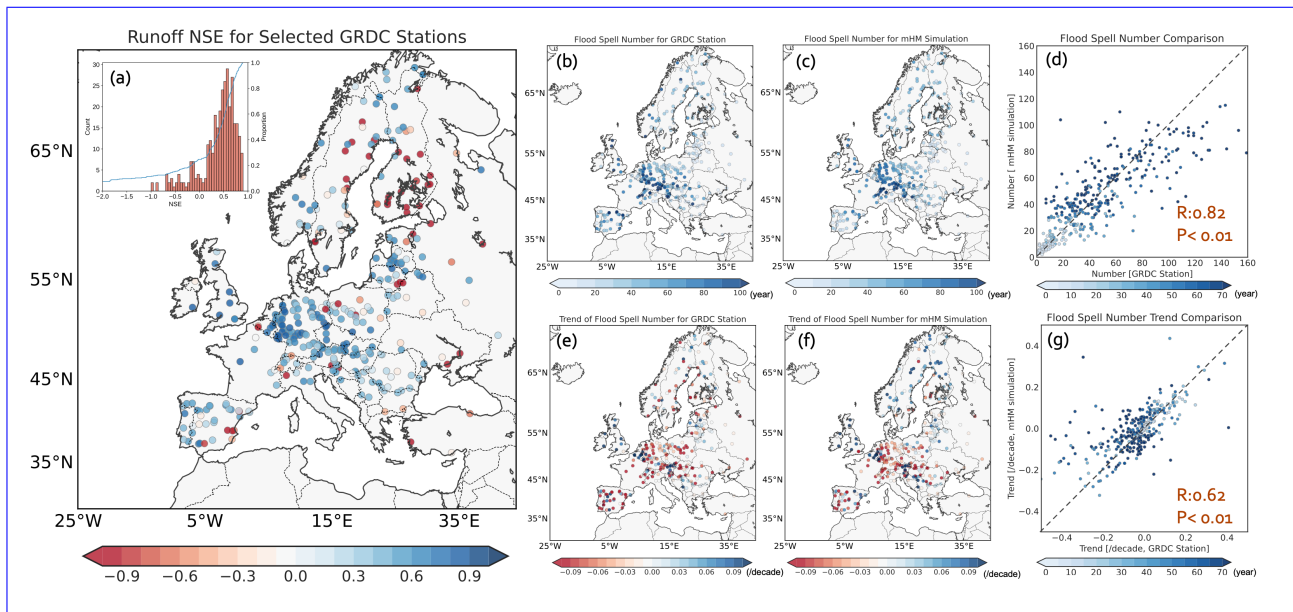 Runoff NSE for Selected GRDC Stations
(a)
30
25
20
15
10
5
0
Count
1.0
0.8
0.6
0.4
0.2
0.0
Proportion
−2.0 −1.5 −1.0 −0.5 0.0 0.5 1.0
NSE
65°N
55°N
45°N
35°N
25°W 5°W 15°E 35°E
−0.9 −0.6 −0.3 0.0 0.3 0.6 0.9
Flood Spell Number for GRDC Station
(b)
65°N
55°N
45°N
35°N
25°W 5°W 15°E 35°E
0 20 40 60 80 100 (year)
Flood Spell Number for mHM Simulation
(c)
65°N
55°N
45°N
35°N
25°W 5°W 15°E 35°E
0 20 40 60 80 100 (year)
Flood Spell Number Comparison
(d)
160
140
120
100
80
60
40
20
0
Number [ mHM simulation]
R:0.82
P< 0.01
0 20 40 60 80 100 120 140 160
Number [GRDC Station]
0 10 20 30 40 50 60 70 (year)
Trend of Flood Spell Number for GRDC Station
(e)
65°N
55°N
45°N
35°N
25°W 5°W 15°E 35°E
−0.09 −0.06 −0.03 0.00 0.03 0.06 0.09 (/decade)
Trend of Flood Spell Number for mHM Simulation
(f)
65°N
55°N
45°N
35°N
25°W 5°W 15°E 35°E
−0.09 −0.06 −0.03 0.00 0.03 0.06 0.09 (/decade)
Flood Spell Number Trend Comparison
(g)
0.4
0.2
0.0
−0.2
−0.4
Trend [/decade, mHM simulation]
R:0.62
P< 0.01
−0.4 −0.2 0.0 0.2 0.4
Trend [/decade, GRDC Station]
0 10 20 30 40 50 60 70 (year)